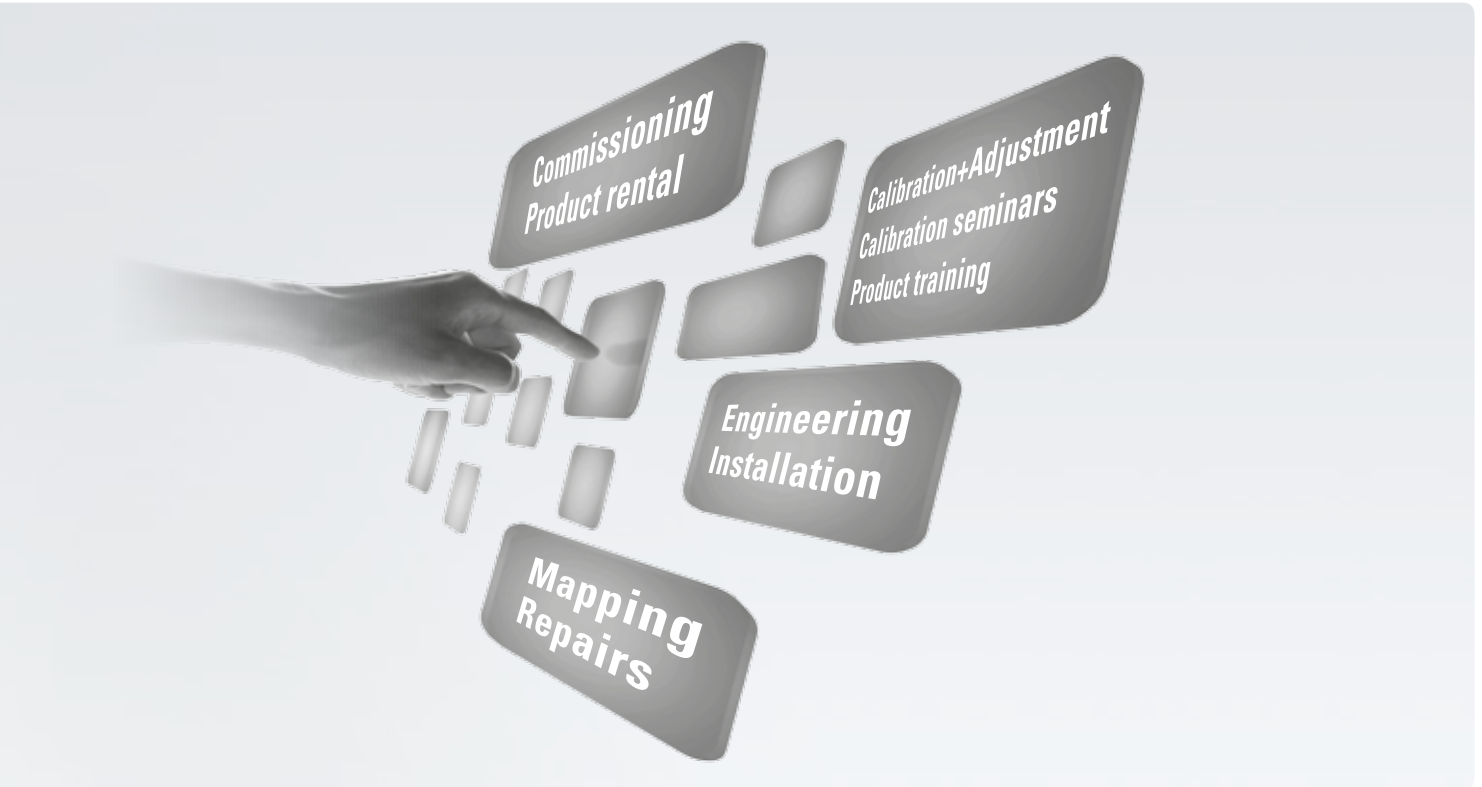 Commissioning
Product rental
Calibration+Adjustment
Calibration seminars
Product training
Engineering
Installation
Mapping
Repairs